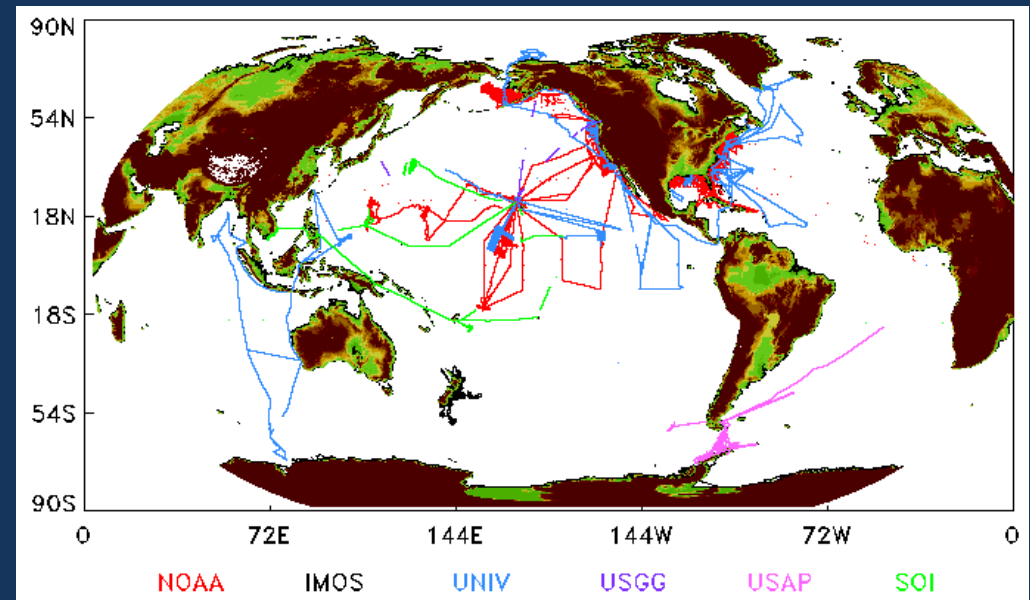 90N
54N
18N
18S
54S
90S
0 72E 144E 144W 72W 0
NOAA IMOS UNIV USGG USAP SOI